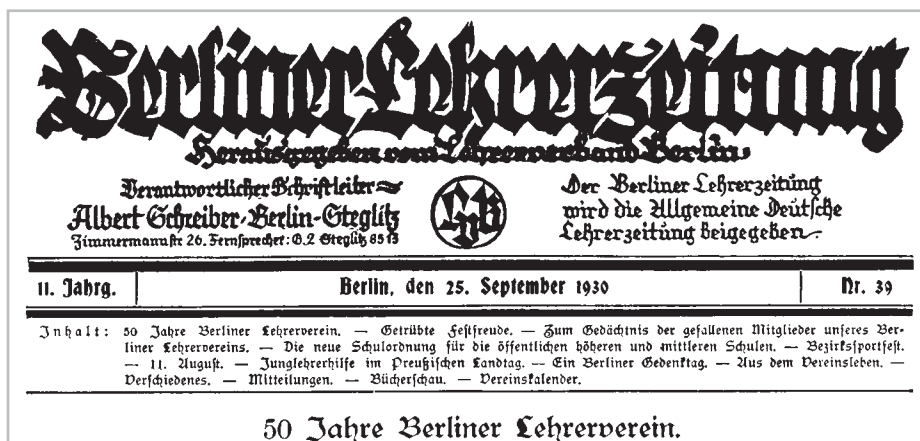 Berliner Lehrerzeitung
Herausgegeben vom Lehrerverband Berlin
Verantwortlicher Schriftleiter
Albert Schreiber-Berlin-Steglitz
Zimmermannstr 26. Fernsprecher: G.2 Steglitz 8513
LVB
Der Berliner Lehrerzeitung
wird die Allgemeine Deutsche
Lehrerzeitung beigegeben.
11. Jahrg.
Berlin, den 25. September 1930
Nr. 39
Inhalt: 50 Jahre Berliner Lehrerverein. — Getrübte Festfreude. — Zum Gedächtnis der gefallenen Mitglieder unseres Ber-
liner Lehrervereins. — Die neue Schulordnung für die öffentlichen höheren und mittleren Schulen. — Bezirkssportfest.
— 11. August. — Junglehrerhilfe im Preußischen Landtag. — Ein Berliner Gedenktag. — Aus dem Vereinsleben. —
Verschiedenes. — Mitteilungen. — Bücherschau. — Vereinskalender.
50 Jahre Berliner Lehrerverein.